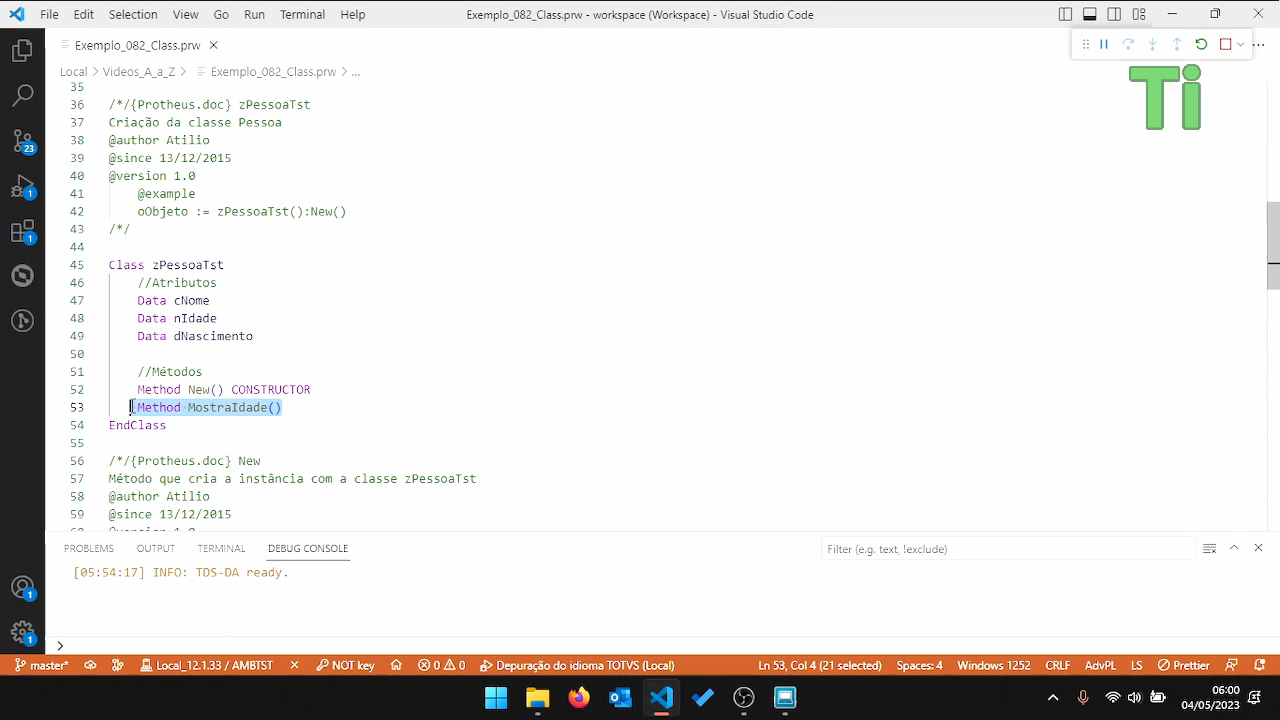 File Edit Selection View Go Run Terminal Help Exemplo_082_Class.prw - workspace (Workspace) - Visual Studio Code
Exemplo_082_Class.prw
Local > Videos_A_a_Z > Exemplo_082_Class.prw > ...
Ti
35
36 /*/{Protheus.doc} zPessoaTst
37 Criação da classe Pessoa
38 @author Atilio
39 @since 13/12/2015
40 @version 1.0
41 @example
42 oObjeto := zPessoaTst():New()
43 /*/
44
45 Class zPessoaTst
46 //Atributos
47 Data cNome
48 Data nIdade
49 Data dNascimento
50
51 //Métodos
52 Method New() CONSTRUCTOR
53 Method MostraIdade()
54 EndClass
55
56 /*/{Protheus.doc} New
57 Método que cria a instância com a classe zPessoaTst
58 @author Atilio
59 @since 13/12/2015
60 @version 1.0
23
1
1
1
1
PROBLEMS OUTPUT TERMINAL DEBUG CONSOLE Filter (e.g. text, !exclude)
[05:54:17] INFO: TDS-DA ready.
master* Local_12.1.33 / AMBTST NOT key 0 0 Depuração do idioma TOTVS (Local) Ln 53, Col 4 (21 selected) Spaces: 4 Windows 1252 CRLF AdvPL LS Prettier
06:00
04/05/2023